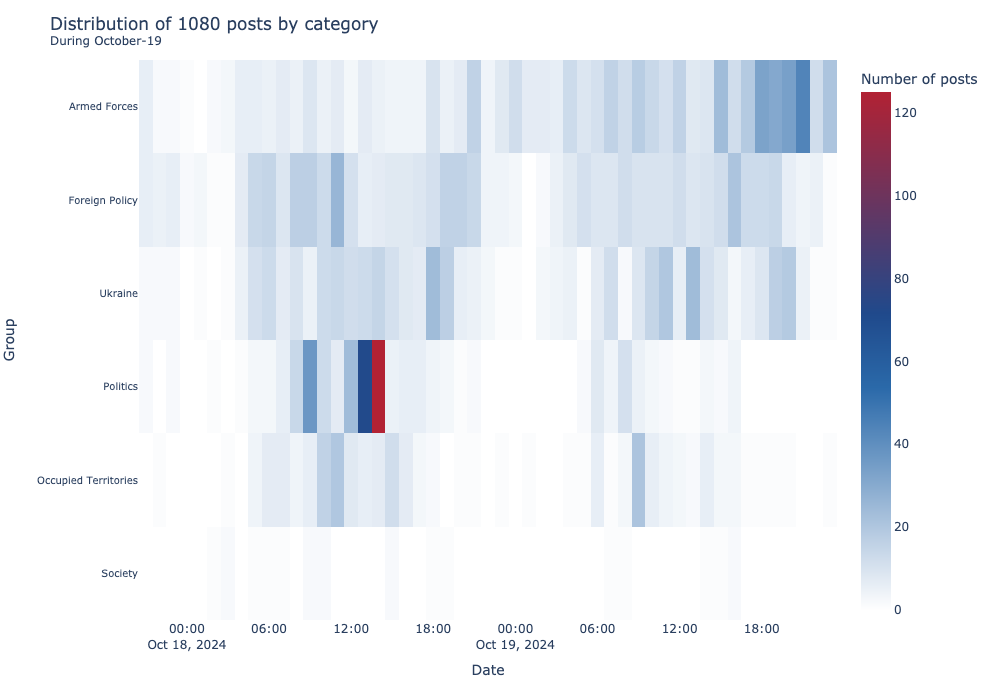 Distribution of 1080 posts by category
During October-19
Number of posts
Armed Forces
Foreign Policy
Ukraine
Politics
Occupied Territories
Society
Group
120
100
80
60
40
20
0
00:00 06:00 12:00 18:00 00:00 06:00 12:00 18:00
Oct 18, 2024 Oct 19, 2024
Date